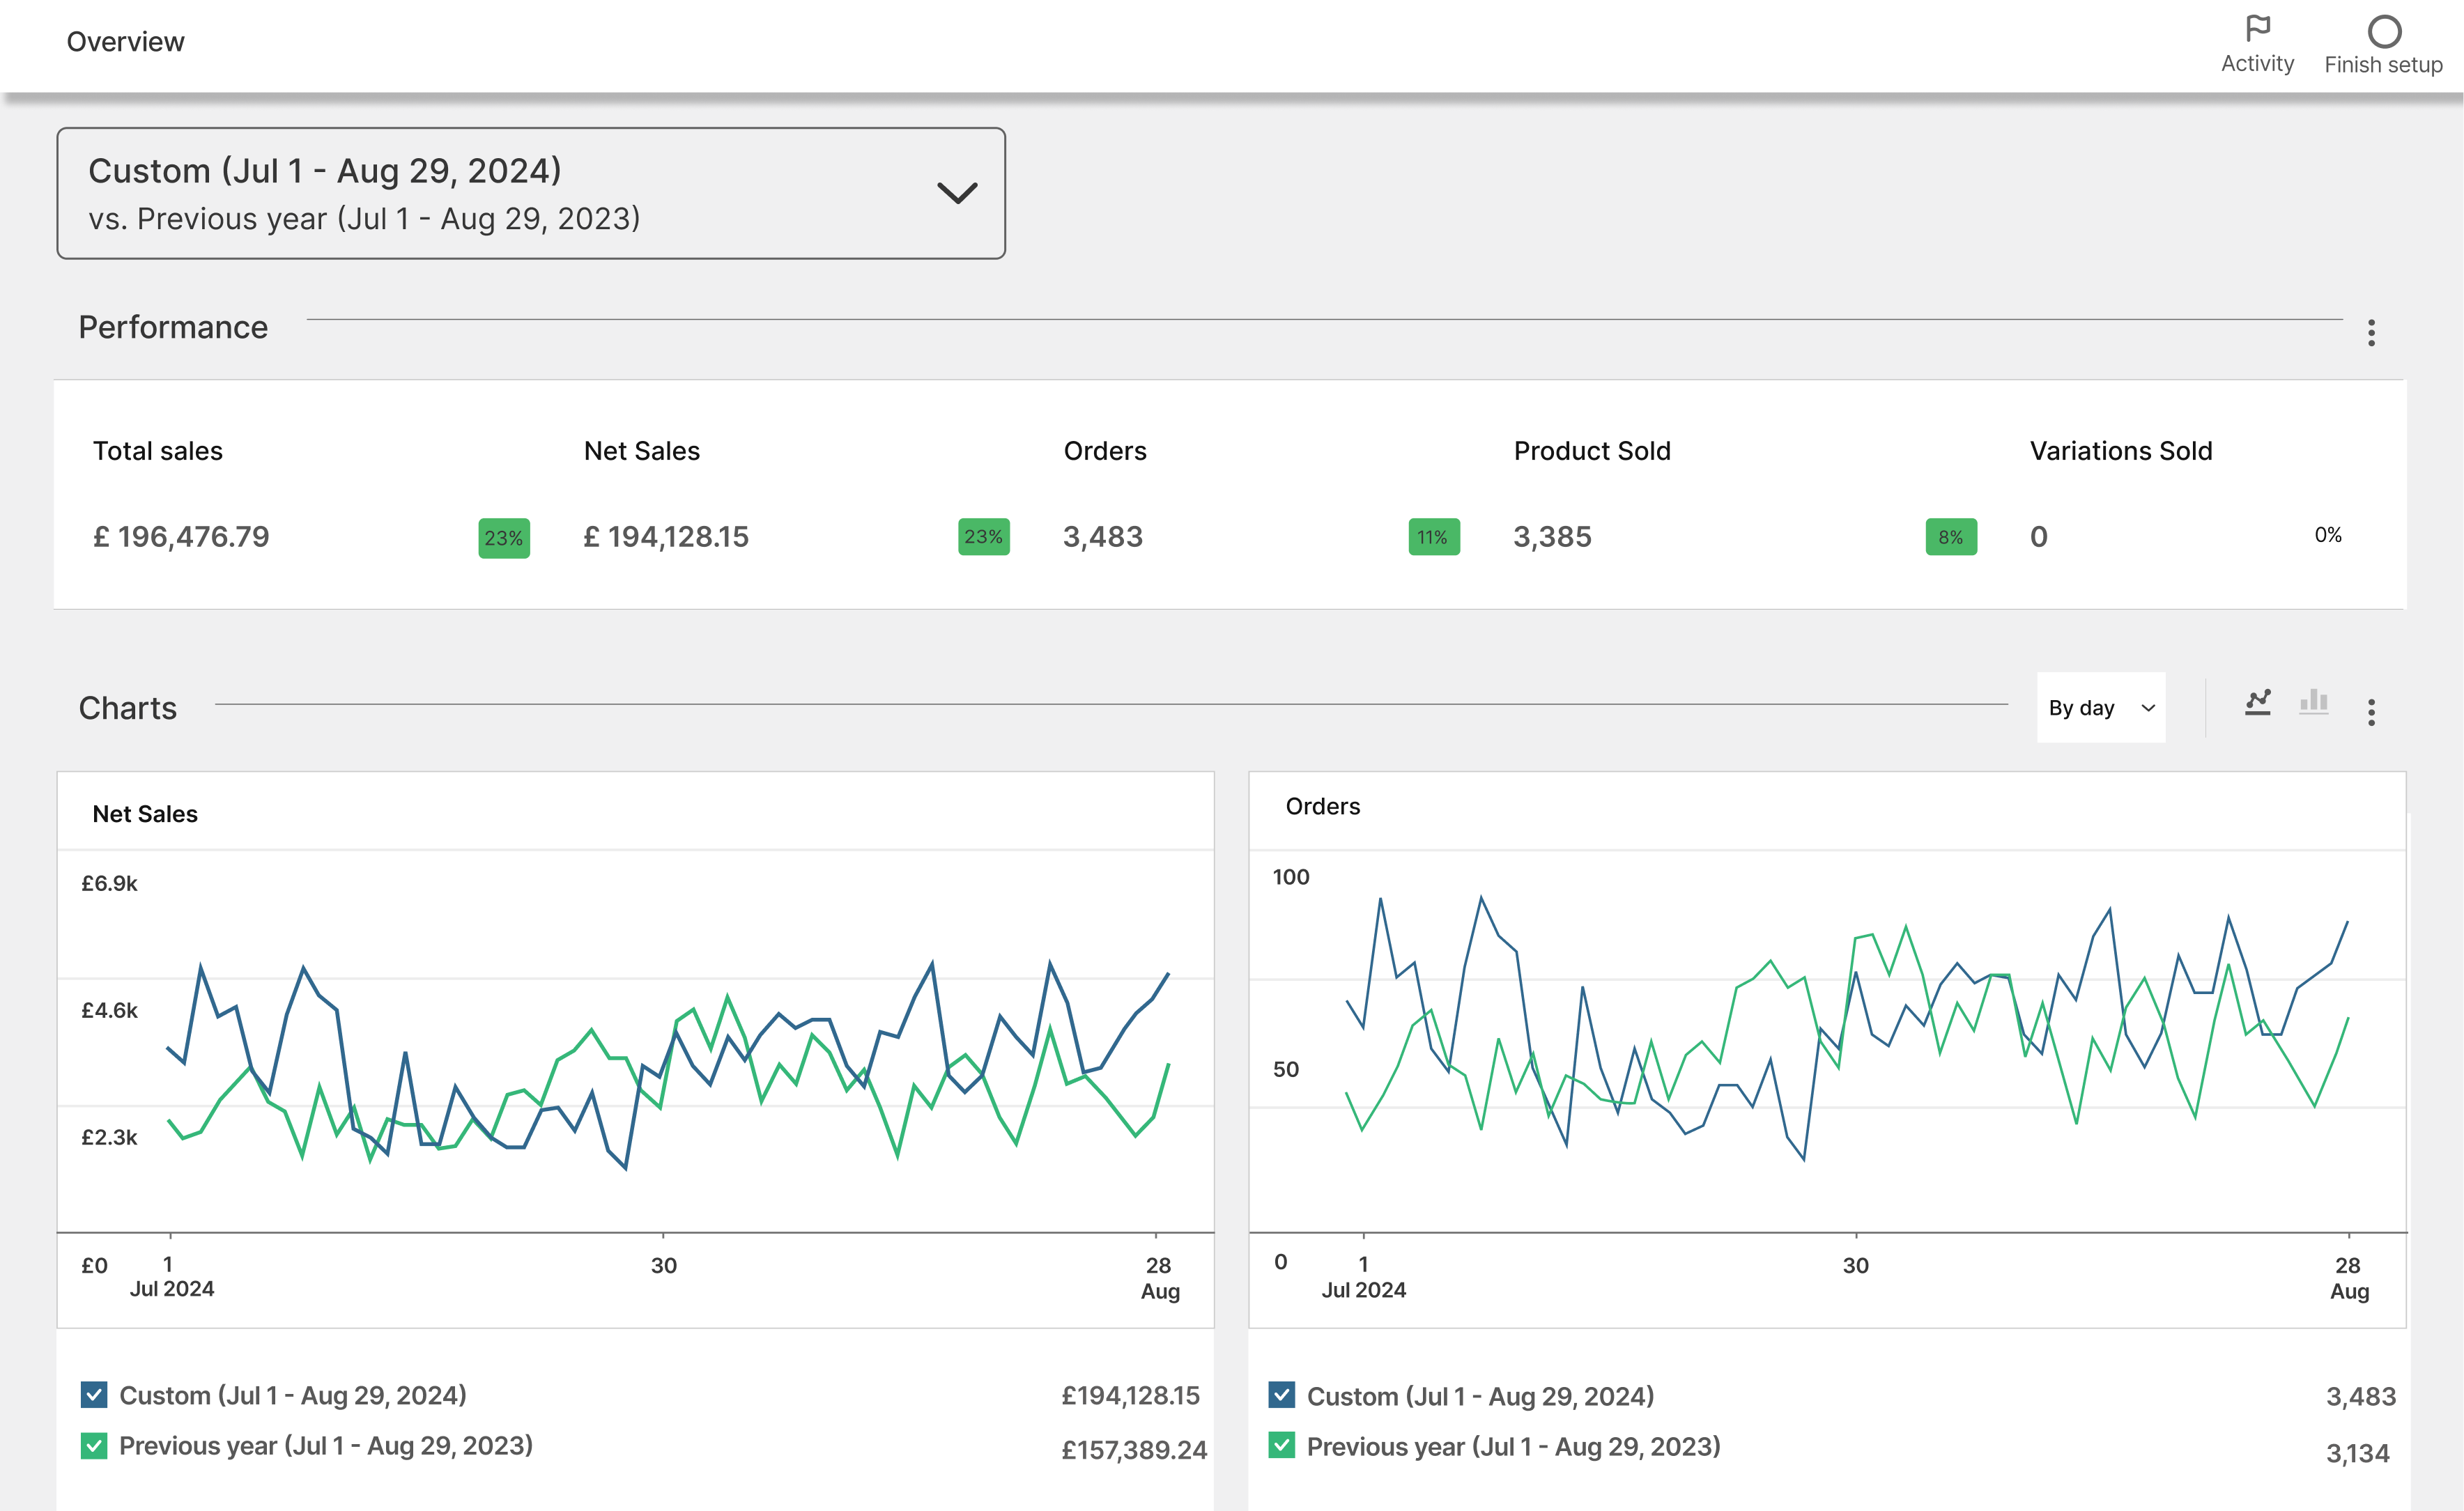 Overview
Activity
Finish setup
Custom (Jul 1 - Aug 29, 2024)
vs. Previous year (Jul 1 - Aug 29, 2023)
Performance
Total sales
Net Sales
Orders
Product Sold
Variations Sold
£ 196,476.79
23%
£ 194,128.15
23%
3,483
11%
3,385
8%
0
0%
Charts
By day
Net Sales
£6.9k
£4.6k
£2.3k
£0
1
30
28
Jul 2024
Aug
Custom (Jul 1 - Aug 29, 2024)
£194,128.15
Previous year (Jul 1 - Aug 29, 2023)
£157,389.24
Orders
100
50
0
1
30
28
Jul 2024
Aug
Custom (Jul 1 - Aug 29, 2024)
3,483
Previous year (Jul 1 - Aug 29, 2023)
3,134